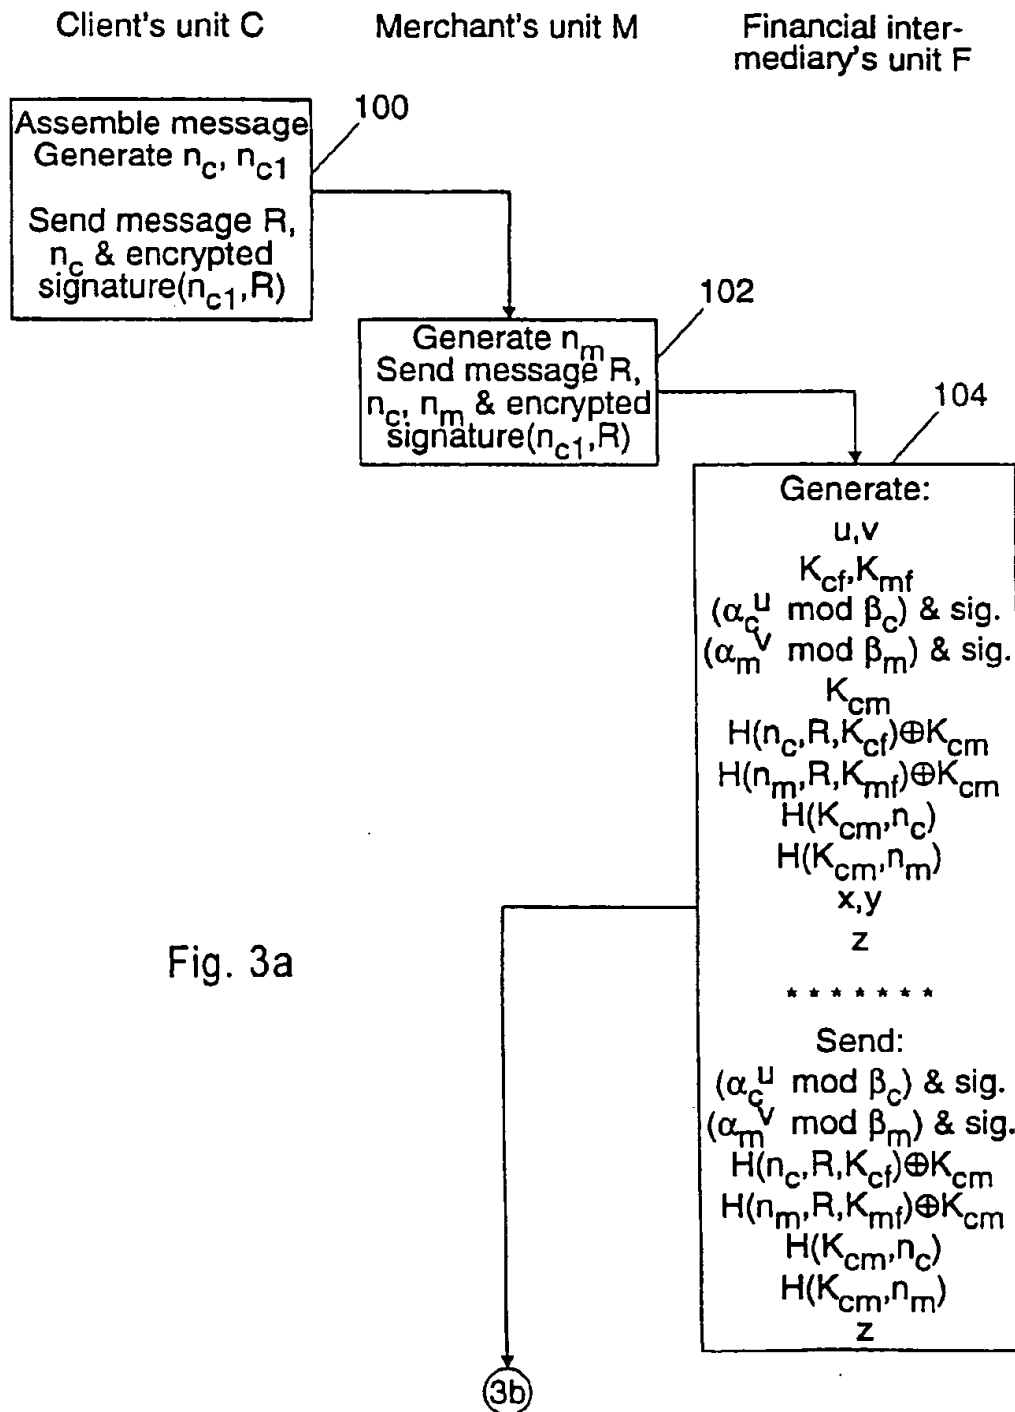 Client's unit C
Merchant's unit M
Financial inter-
mediary's unit F
100
Assemble message
Generate n_c, n_c1
Send message R,
n_c & encrypted
signature(n_c1,R)
102
Generate n_m
Send message R,
n_c, n_m & encrypted
signature(n_c1,R)
104
Generate:
u,v
K_cf,K_mf
(α_c^u mod β_c) & sig.
(α_m^v mod β_m) & sig.
K_cm
H(n_c,R,K_cf)⊕K_cm
H(n_m,R,K_mf)⊕K_cm
H(K_cm,n_c)
H(K_cm,n_m)
x,y
z
* * * * * * *
Send:
(α_c^u mod β_c) & sig.
(α_m^v mod β_m) & sig.
H(n_c,R,K_cf)⊕K_cm
H(n_m,R,K_mf)⊕K_cm
H(K_cm,n_c)
H(K_cm,n_m)
z
Fig. 3a
3b